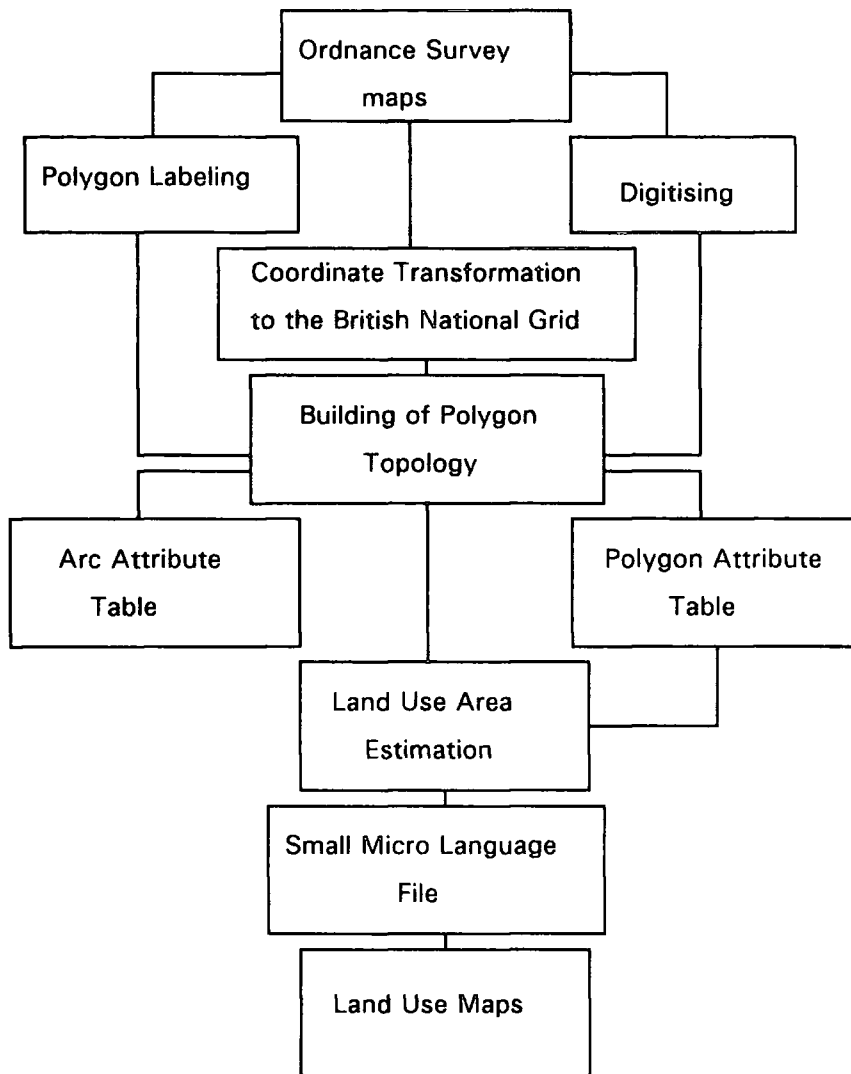 Ordnance Survey
maps
Polygon Labeling
Digitising
Coordinate Transformation
to the British National Grid
Building of Polygon
Topology
Arc Attribute
Table
Polygon Attribute
Table
Land Use Area
Estimation
Small Micro Language
File
Land Use Maps